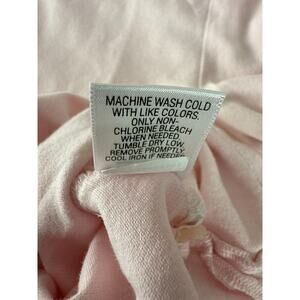 MACHINE WASH COLD
WITH LIKE COLORS.
ONLY NON-
CHLORINE BLEACH
WHEN NEEDED.
TUMBLE DRY LOW.
REMOVE PROMPTLY.
COOL IRON IF NEEDED